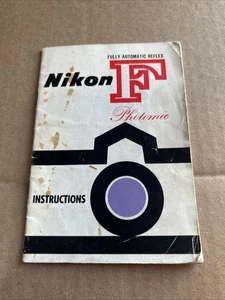 FULLY AUTOMATIC REFLEX
Nikon F
Photomic
INSTRUCTIONS